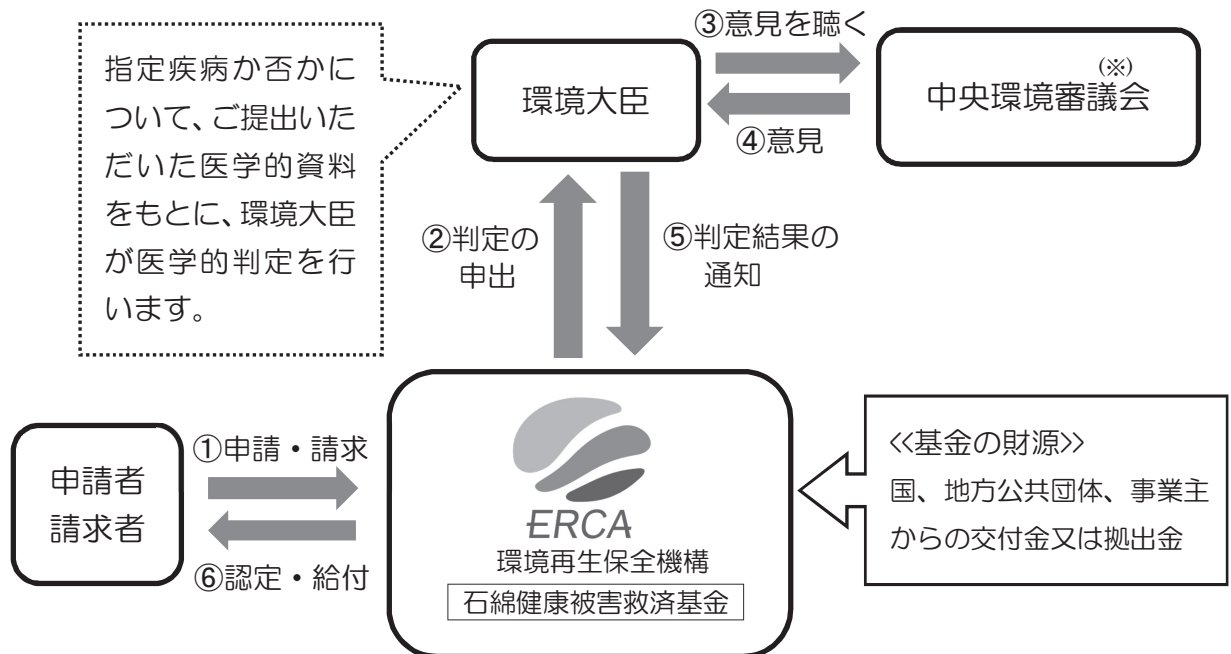 ③意見を聴く
指定疾病か否かに
ついて、ご提出いた
だいた医学的資料
をもとに、環境大臣
が医学的判定を行
います。
環境大臣
(※)
中央環境審議会
④意見
②判定の
申出
⑤判定結果の
通知
①申請・請求
申請者
請求者
⑥認定・給付
ERCA
環境再生保全機構
石綿健康被害救済基金
≪基金の財源≫
国、地方公共団体、事業主
からの交付金又は拠出金